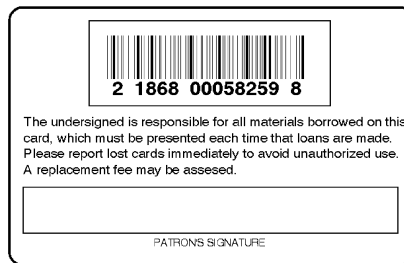 2 1868 00058259 8
The undersigned is responsible for all materials borrowed on this
card, which must be presented each time that loans are made.
Please report lost cards immediately to avoid unauthorized use.
A replacement fee may be assesed.
PATRON'S SIGNATURE